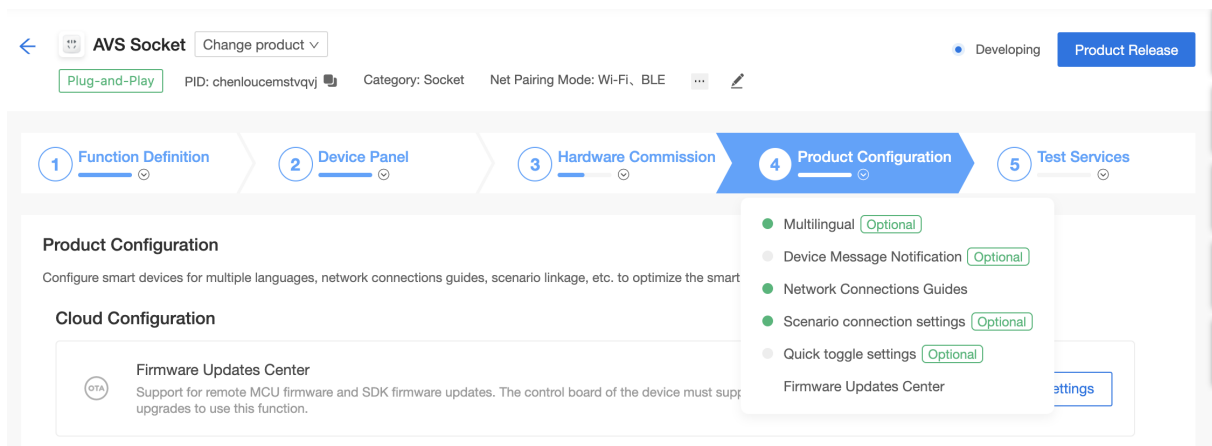 AVS Socket Change product
Developing
Product Release
Plug-and-Play PID: chenloucemstvqvj Category: Socket Net Pairing Mode: Wi-Fi、BLE ...
1 Function Definition
2 Device Panel
3 Hardware Commission
4 Product Configuration
5 Test Services
Multilingual Optional
Device Message Notification Optional
Network Connections Guides
Scenario connection settings Optional
Quick toggle settings Optional
Firmware Updates Center
Product Configuration
Configure smart devices for multiple languages, network connections guides, scenario linkage, etc. to optimize the smart
Cloud Configuration
OTA
Firmware Updates Center
Support for remote MCU firmware and SDK firmware updates. The control board of the device must supp
upgrades to use this function.
ettings